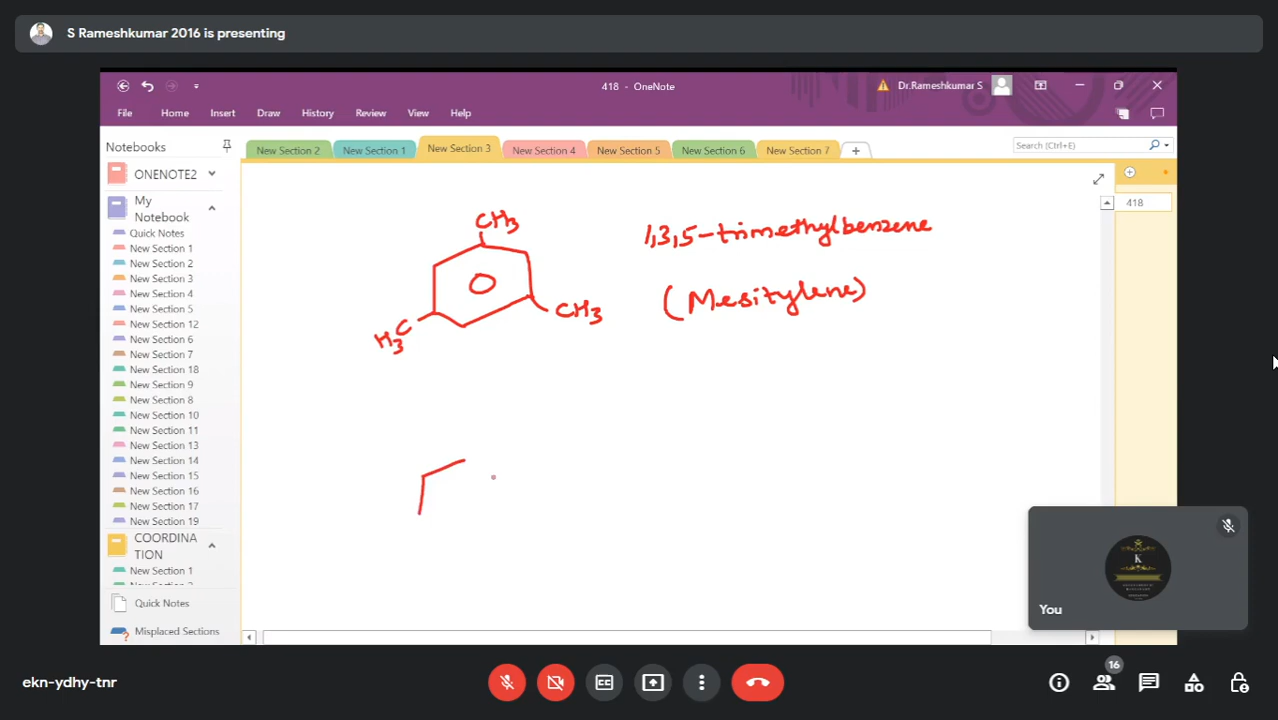 S Rameshkumar 2016 is presenting
418 - OneNote
Dr.Rameshkumar S
File Home Insert Draw History Review View Help
Notebooks
New Section 2 New Section 1 New Section 3 New Section 4 New Section 5 New Section 6 New Section 7
Search (Ctrl+E)
ONENOTE2
My
Notebook
Quick Notes
New Section 1
New Section 2
New Section 3
New Section 4
New Section 5
New Section 12
New Section 6
New Section 7
New Section 18
New Section 9
New Section 8
New Section 10
New Section 11
New Section 13
New Section 14
New Section 15
New Section 16
New Section 17
New Section 19
COORDINA
TION
New Section 1
Quick Notes
Misplaced Sections
418
CH3
1,3,5-trimethylbenzene
CH3
(Mesitylene)
H3C
K
You
ekn-ydhy-tnr
CC
16